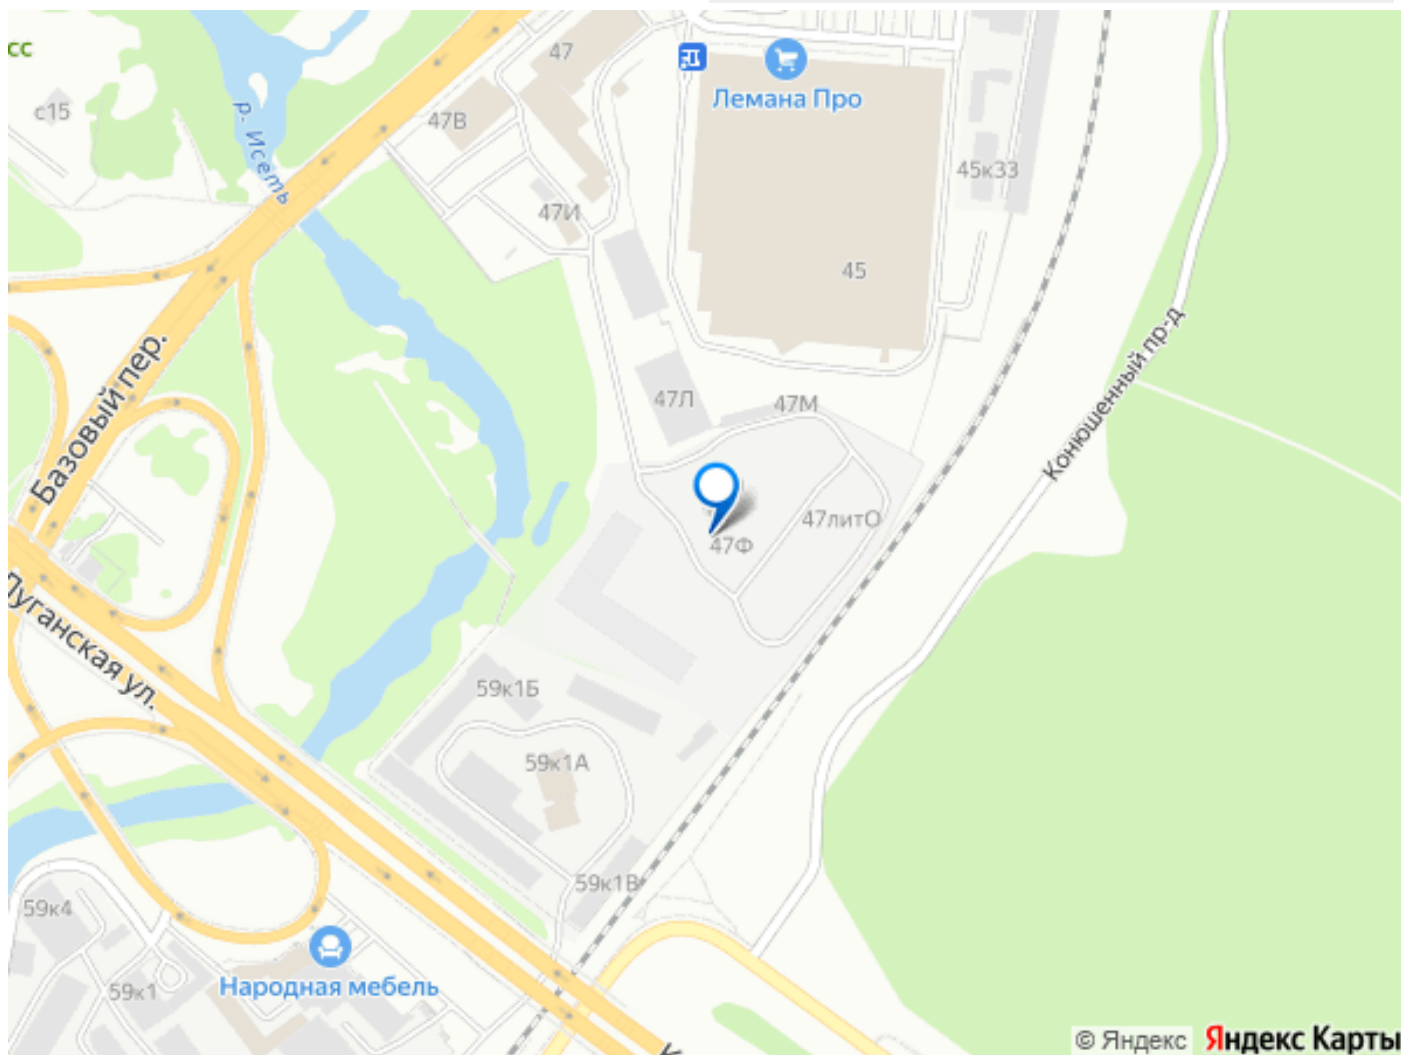 сс
с15
47
47В
р. Исеть
Лемана Про
45к33
47И
45
Базовый пер.
Конюшенный пр-д
47Л
47М
47литО
47Ф
Луганская ул.
59к1Б
59к1А
59к1В
59к4
59к1
Народная мебель
© Яндекс
Яндекс Карты